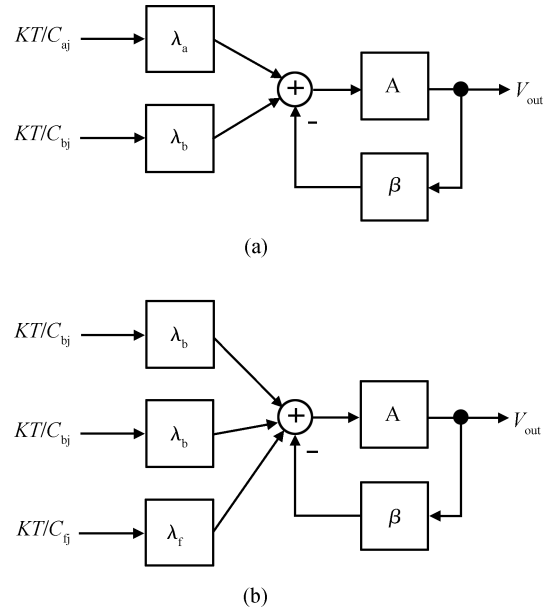 KT/C_aj λ_a
+ A V_out
KT/C_bj λ_b
-
β
(a)
KT/C_bj λ_b
KT/C_bj λ_b + A V_out
-
β
KT/C_fj λ_f
(b)